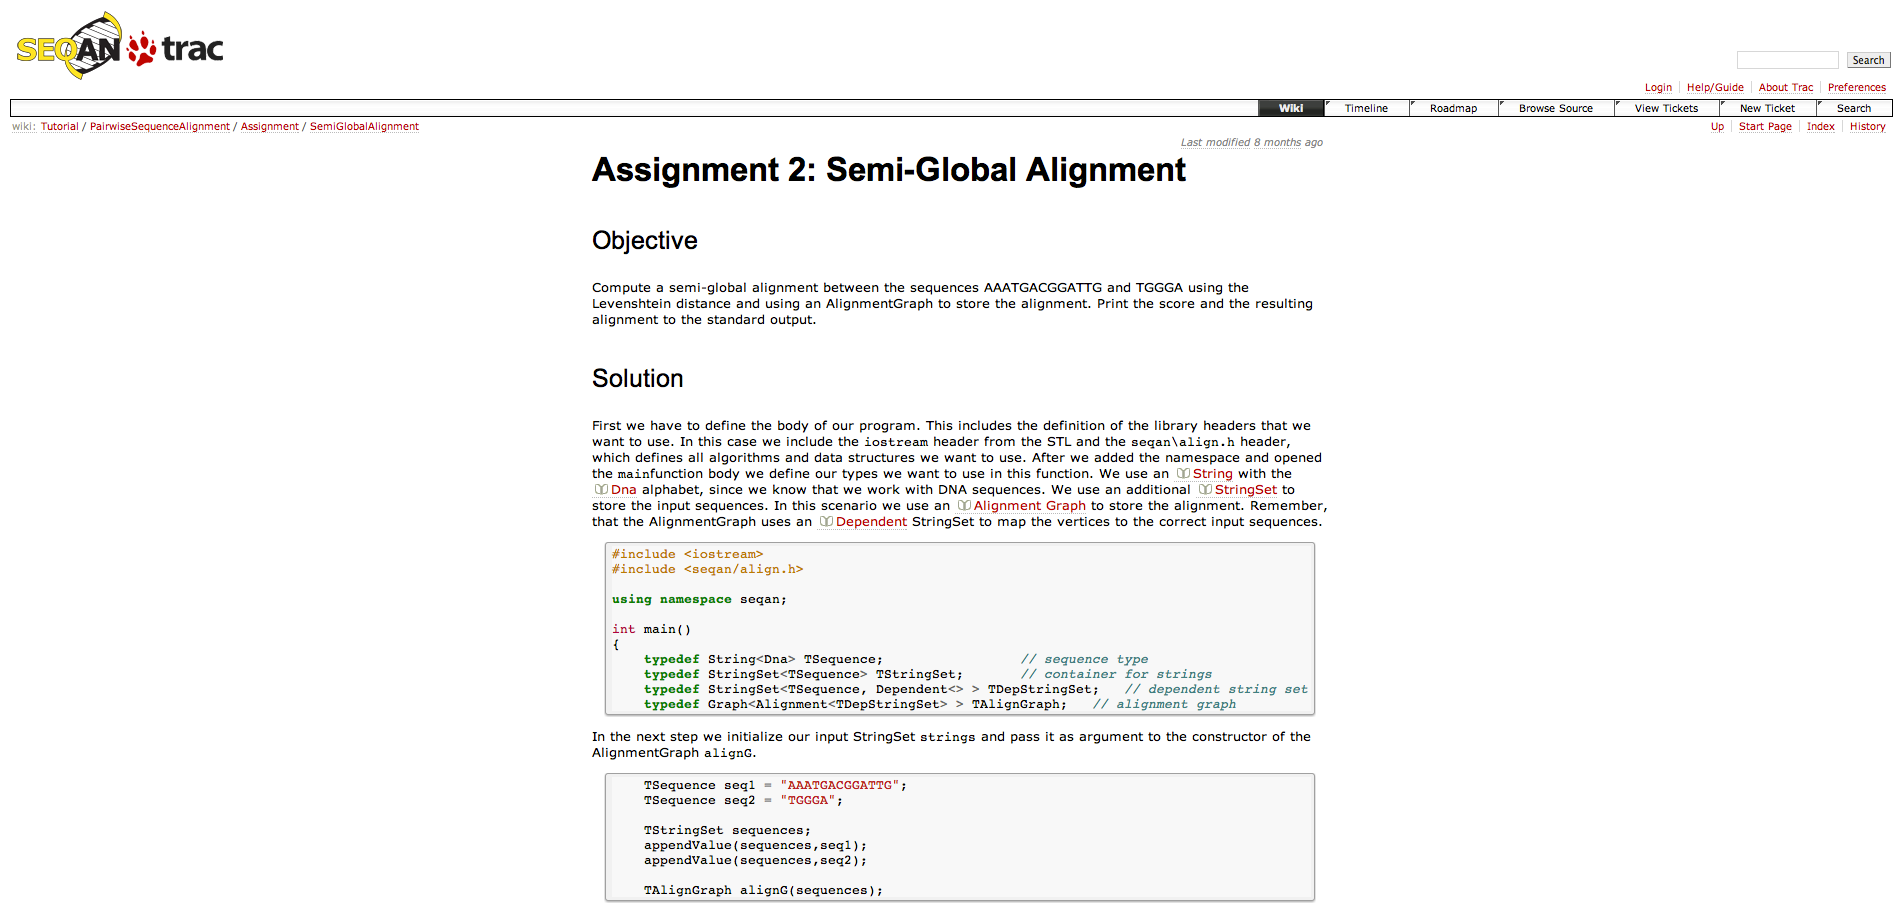 SEQAN trac
Search
Login Help/Guide About Trac Preferences
Wiki Timeline Roadmap Browse Source View Tickets New Ticket Search
wiki: Tutorial / PairwiseSequenceAlignment / Assignment / SemiGlobalAlignment
Up Start Page Index History
Last modified 8 months ago
Assignment 2: Semi-Global Alignment
Objective
Compute a semi-global alignment between the sequences AAATGACGGATTG and TGGGA using the
Levenshtein distance and using an AlignmentGraph to store the alignment. Print the score and the resulting
alignment to the standard output.
Solution
First we have to define the body of our program. This includes the definition of the library headers that we
want to use. In this case we include the iostream header from the STL and the seqan\align.h header,
which defines all algorithms and data structures we want to use. After we added the namespace and opened
the mainfunction body we define our types we want to use in this function. We use an String with the
Dna alphabet, since we know that we work with DNA sequences. We use an additional StringSet to
store the input sequences. In this scenario we use an Alignment Graph to store the alignment. Remember,
that the AlignmentGraph uses an Dependent StringSet to map the vertices to the correct input sequences.
#include <iostream>
#include <seqan/align.h>
using namespace seqan;
int main()
{
typedef String<Dna> TSequence; // sequence type
typedef StringSet<TSequence> TStringSet; // container for strings
typedef StringSet<TSequence, Dependent<> > TDepStringSet; // dependent string set
typedef Graph<Alignment<TDepStringSet> > TAlignGraph; // alignment graph
In the next step we initialize our input StringSet strings and pass it as argument to the constructor of the
AlignmentGraph alignG.
TSequence seq1 = "AAATGACGGATTG";
TSequence seq2 = "TGGGA";
TStringSet sequences;
appendValue(sequences,seq1);
appendValue(sequences,seq2);
TAlignGraph alignG(sequences);